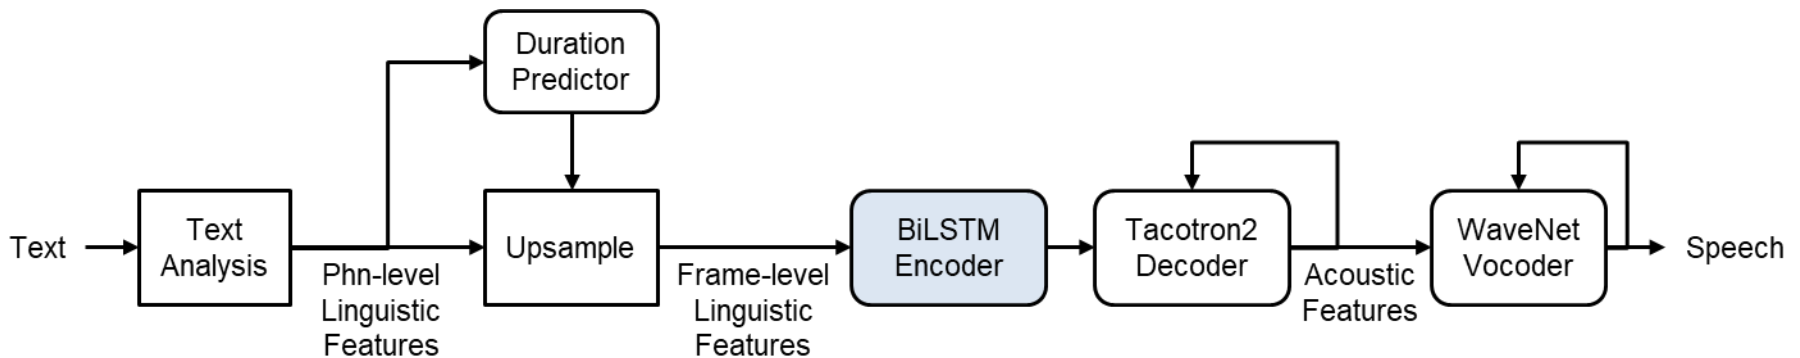 Duration
Predictor
Text
Text
Analysis
Phn-level
Linguistic
Features
Upsample
Frame-level
Linguistic
Features
BiLSTM
Encoder
Tacotron2
Decoder
Acoustic
Features
WaveNet
Vocoder
Speech